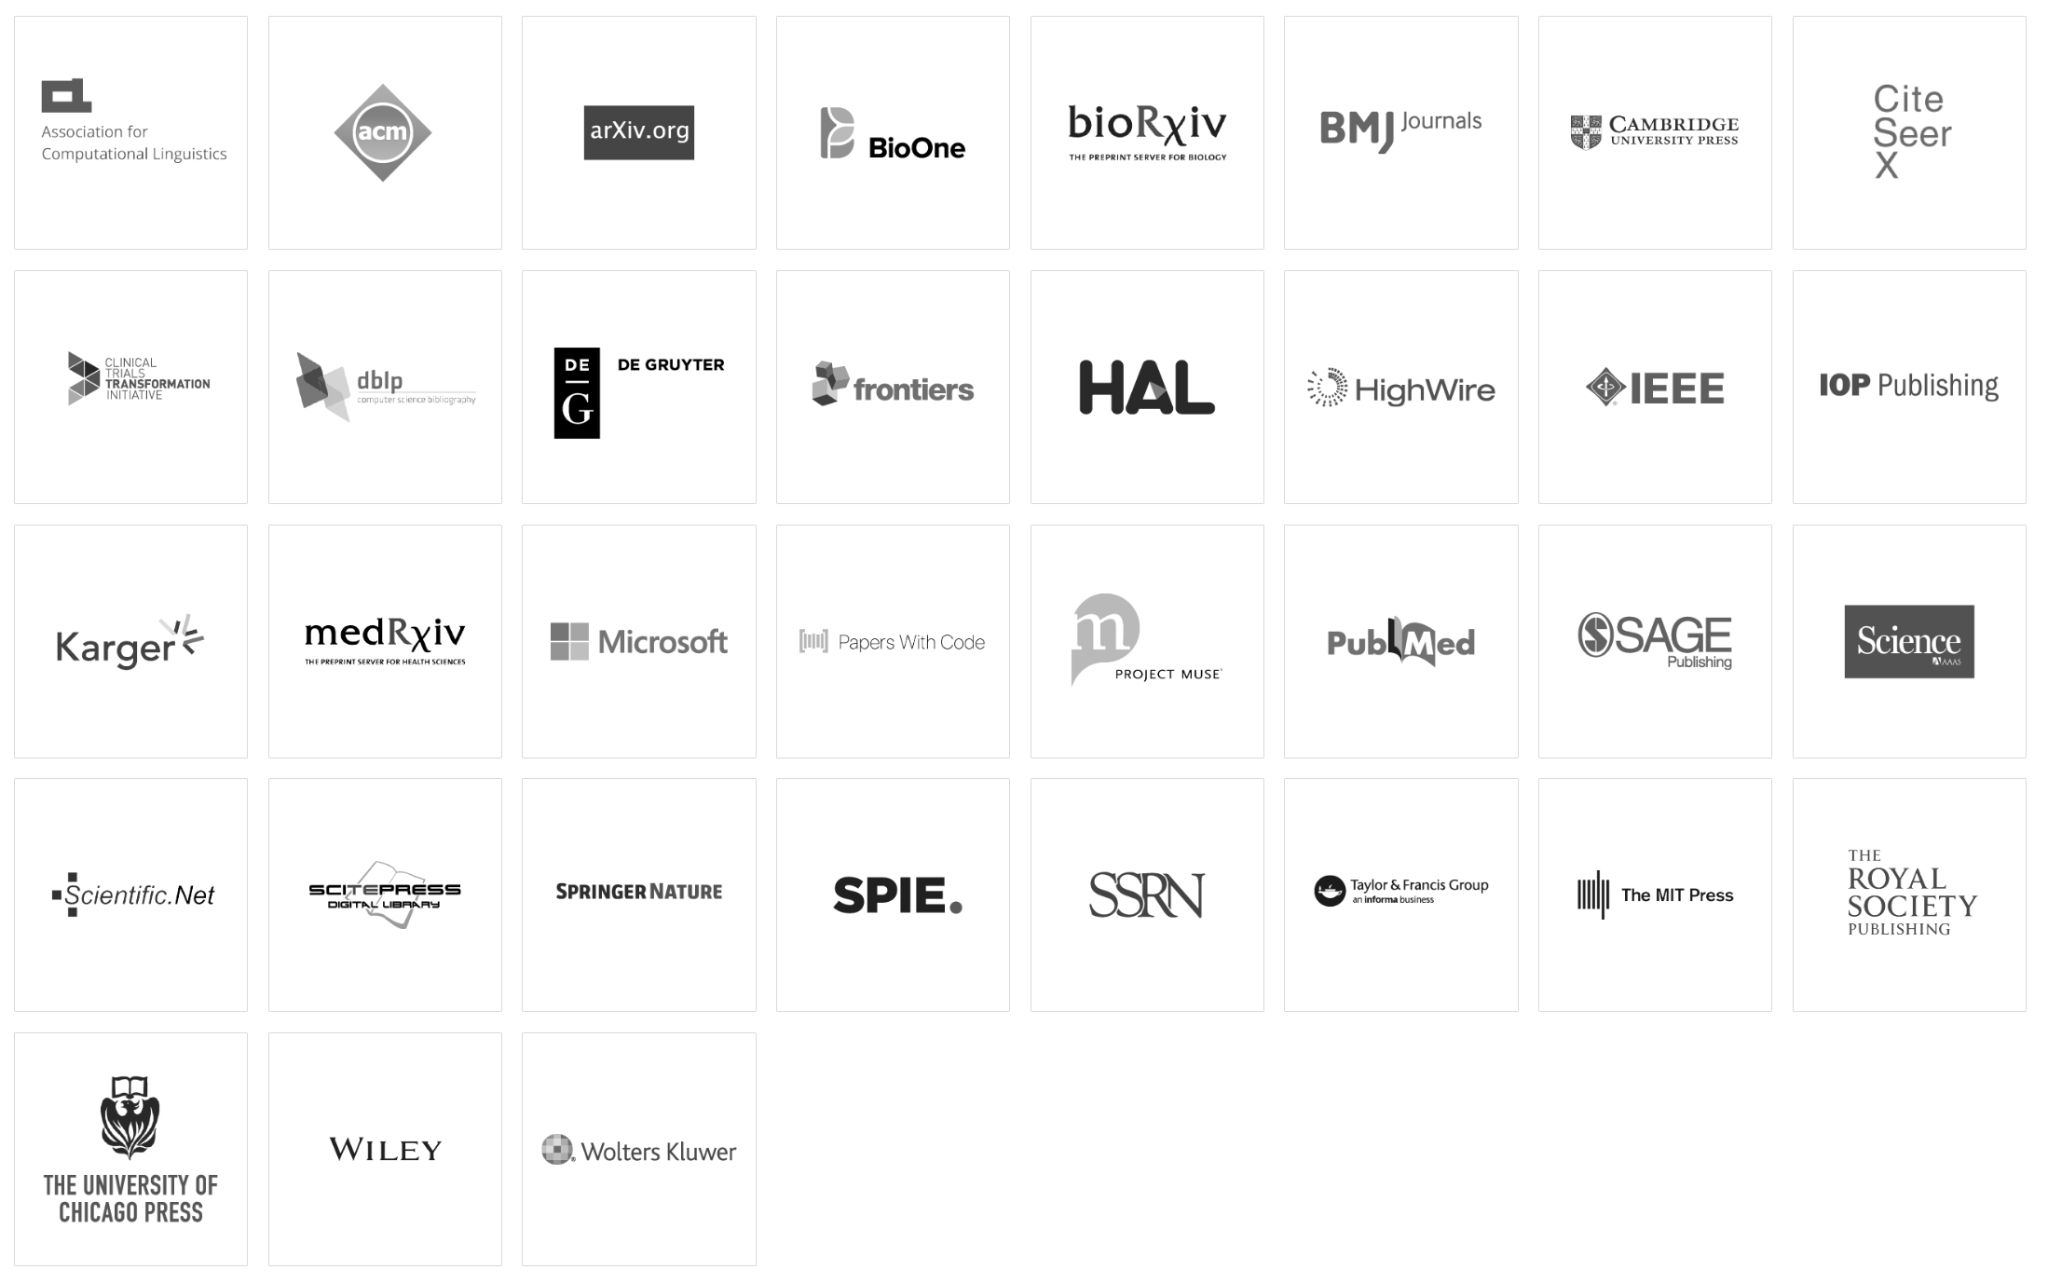 Association for
Computational Linguistics
acm
arXiv.org
BioOne
bioRχiv
THE PREPRINT SERVER FOR BIOLOGY
BMJ Journals
CAMBRIDGE
UNIVERSITY PRESS
Cite
Seer
X
CLINICAL
TRIALS
TRANSFORMATION
INITIATIVE
dblp
computer science bibliography
DE
G
DE GRUYTER
frontiers
HAL
HighWire
IEEE
IOP Publishing
Karger
medRχiv
THE PREPRINT SERVER FOR HEALTH SCIENCES
Microsoft
Papers With Code
m
PROJECT MUSE
PubMed
SAGE
Publishing
Science
AAAS
Scientific.Net
SCITEPRESS
DIGITAL LIBRARY
SPRINGER NATURE
SPIE.
SSRN
Taylor & Francis Group
an informa business
The MIT Press
THE
ROYAL
SOCIETY
PUBLISHING
THE UNIVERSITY OF
CHICAGO PRESS
WILEY
Wolters Kluwer